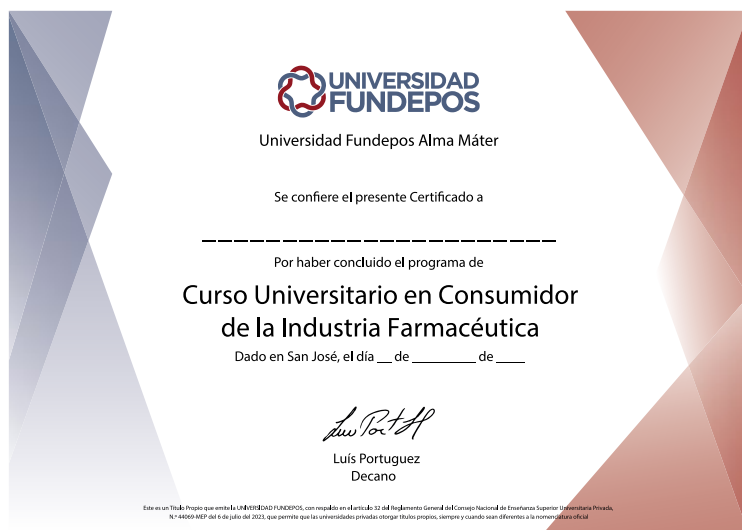 UNIVERSIDAD
FUNDEPOS
Universidad Fundepos Alma Máter
Se confiere el presente Certificado a
______________________
Por haber concluido el programa de
Curso Universitario en Consumidor
de la Industria Farmacéutica
Dado en San José, el día __ de ________ de ____
Luís Portuguez
Decano
Este es un Título Propio que emite la UNIVERSIDAD FUNDEPOS, con respaldo en el artículo 32 del Reglamento General del Consejo Nacional de Enseñanza Superior Universitaria Privada,
N.º 44069-MEP del 6 de julio del 2023, que permite que las universidades privadas otorgar títulos propios, siempre y cuando sean diferentes a la nomenclatura oficial